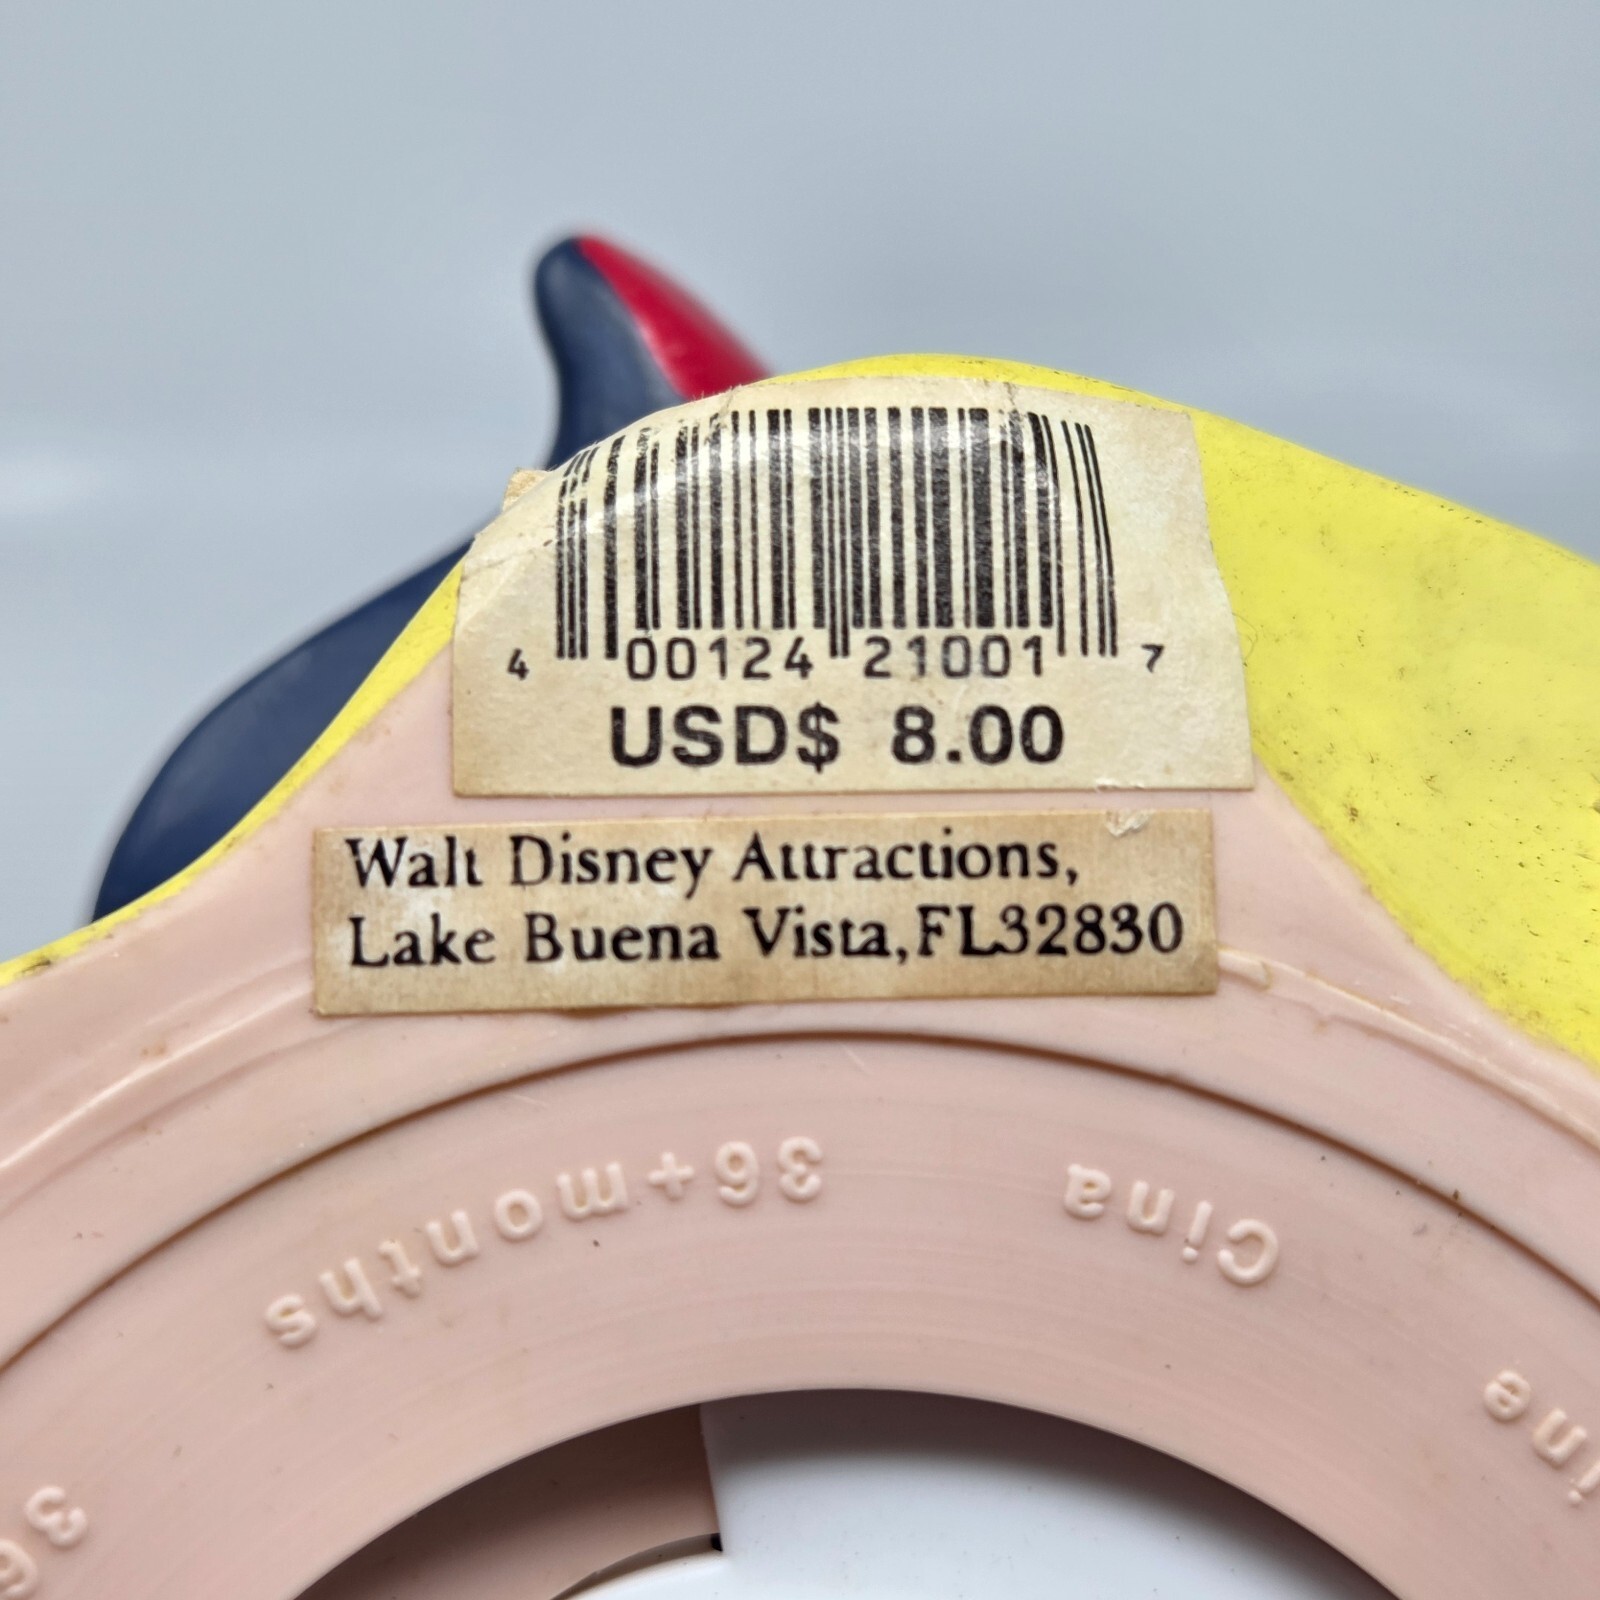 4 00124 21001 7
USD$ 8.00
Walt Disney Attractions,
Lake Buena Vista,FL32830
36+months
Cina